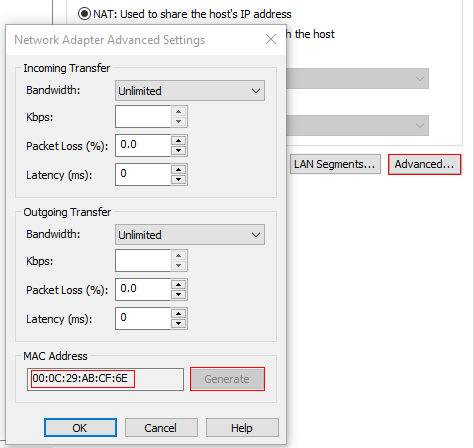 NAT: Used to share the host's IP address
h the host
Network Adapter Advanced Settings
Incoming Transfer
Bandwidth: Unlimited
Kbps:
Packet Loss (%): 0.0
Latency (ms): 0
LAN Segments... Advanced...
Outgoing Transfer
Bandwidth: Unlimited
Kbps:
Packet Loss (%): 0.0
Latency (ms): 0
MAC Address
00:0C:29:AB:CF:6E Generate
OK Cancel Help